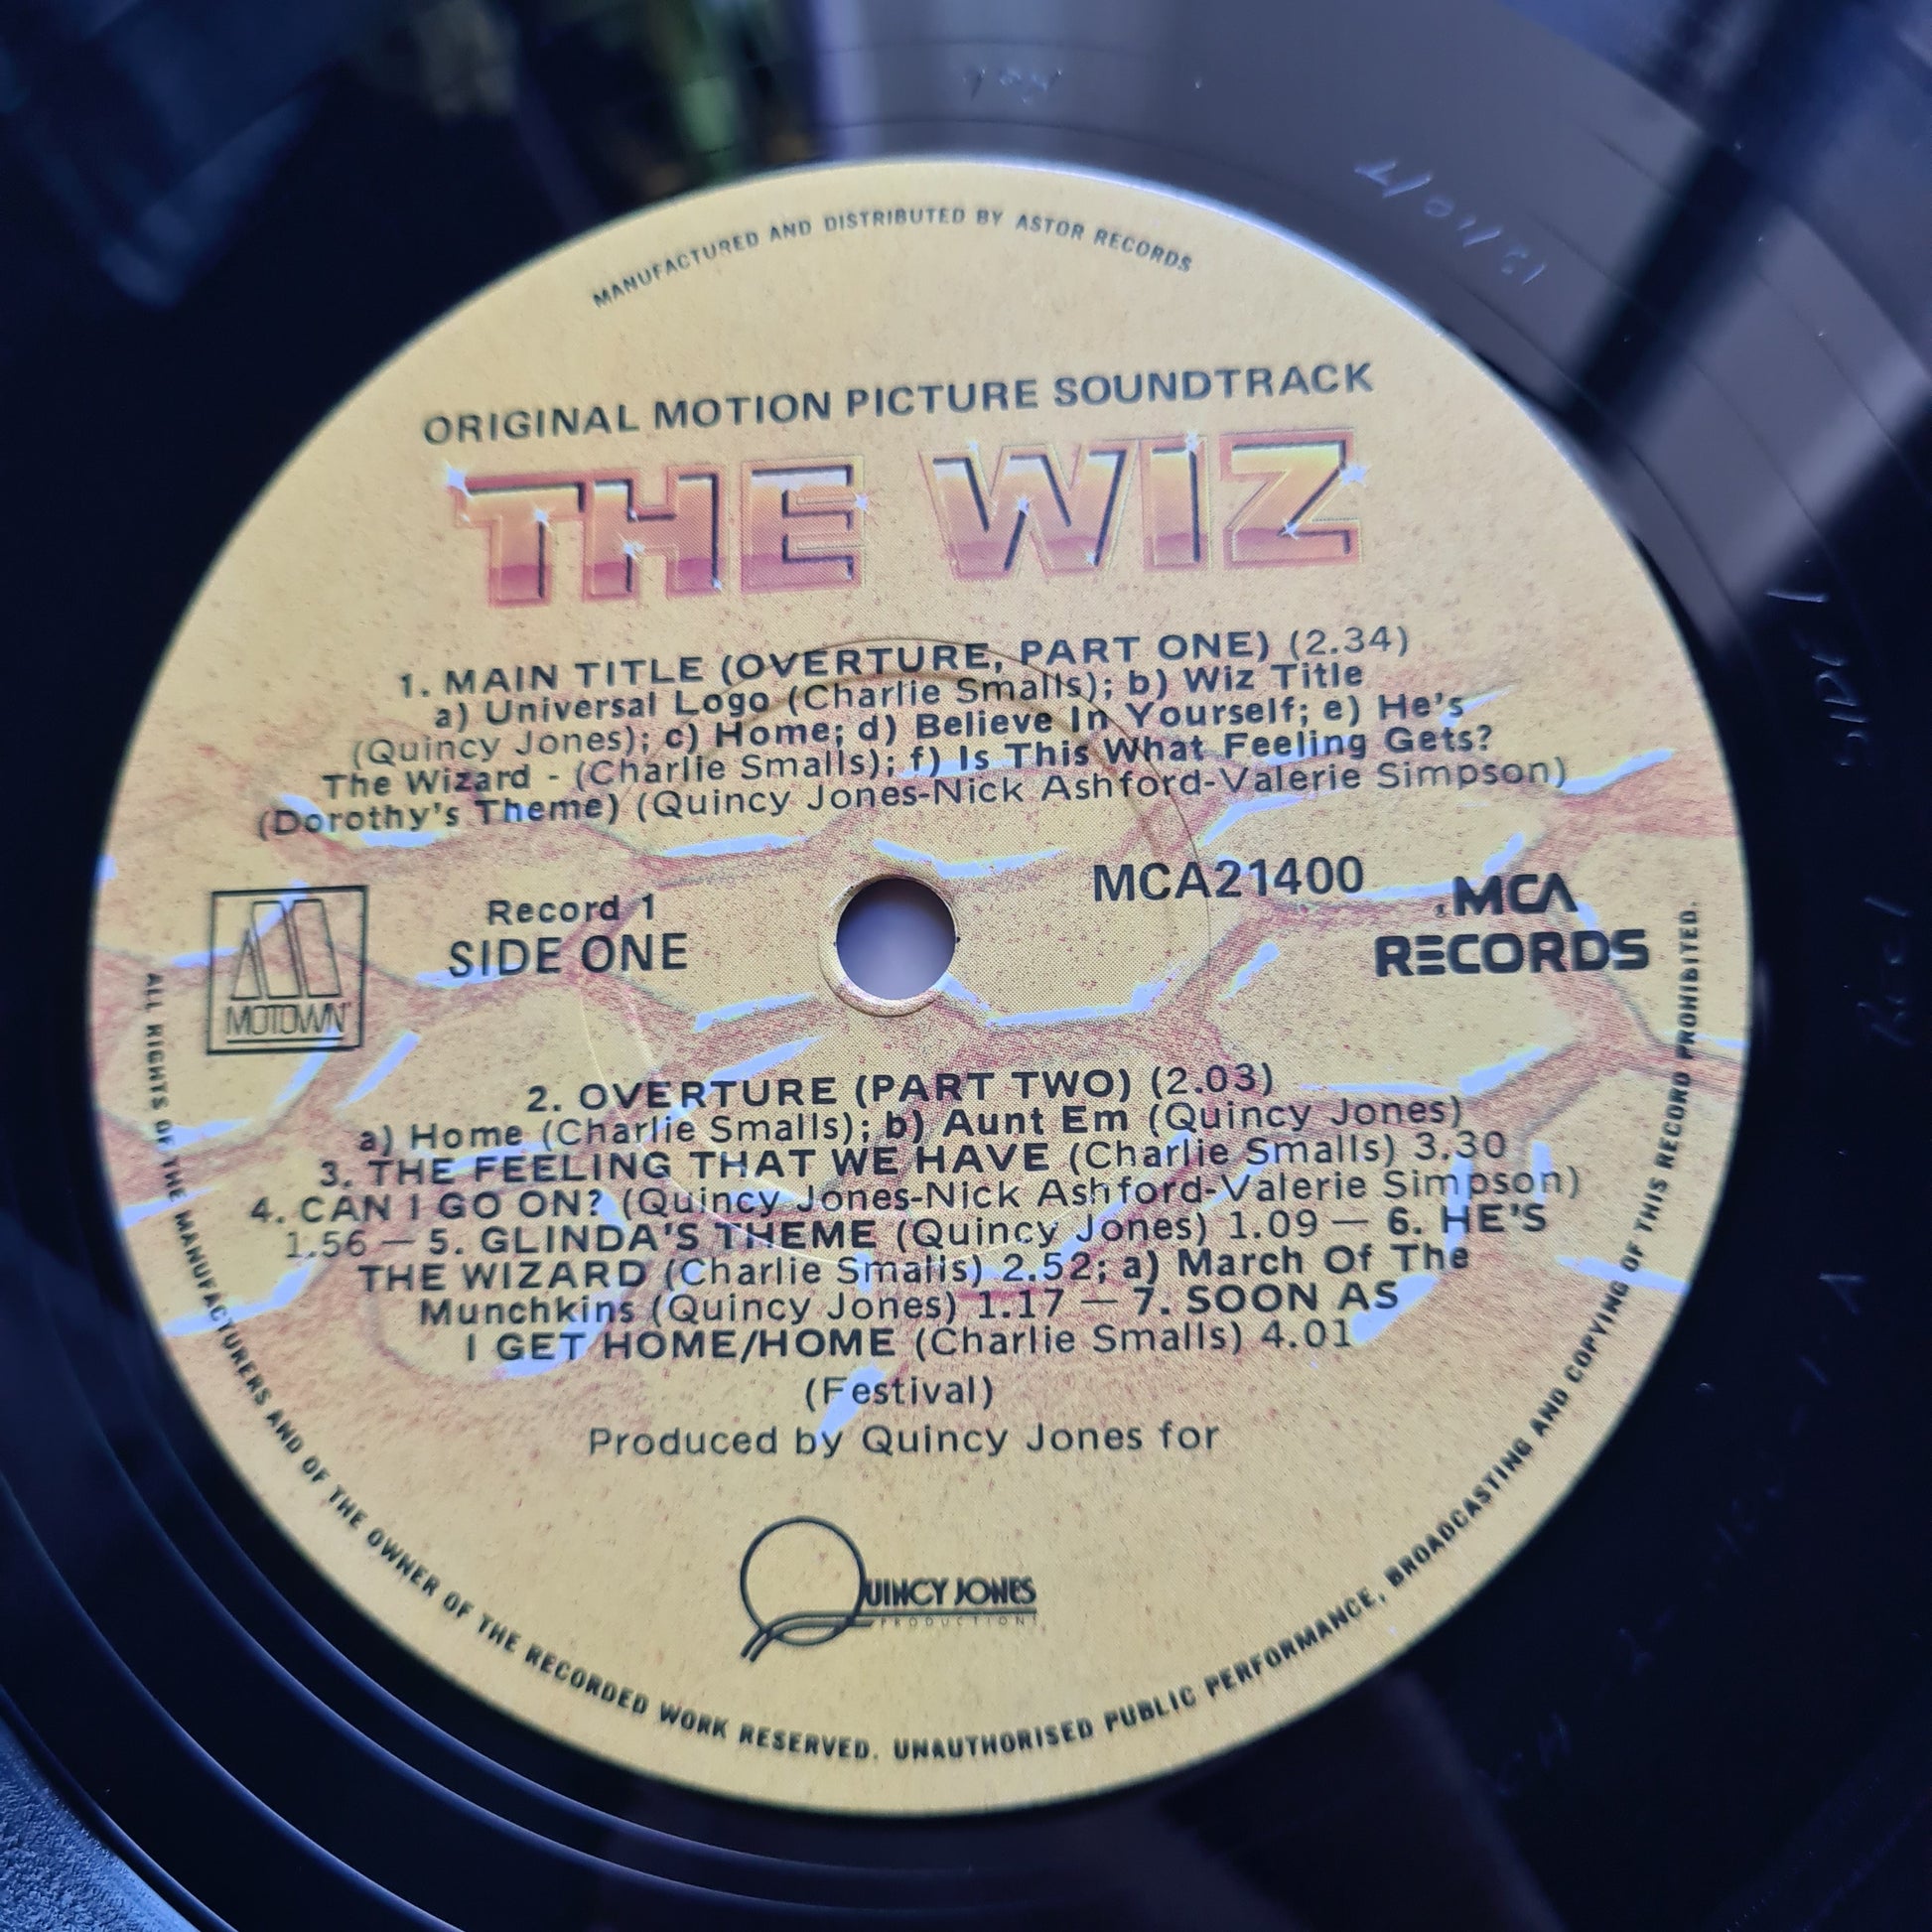 MANUFACTURED AND DISTRIBUTED BY ASTOR RECORDS
ORIGINAL MOTION PICTURE SOUNDTRACK
THE WIZ
1. MAIN TITLE (OVERTURE, PART ONE) (2.34)
a) Universal Logo (Charlie Smalls); b) Wiz Title
(Quincy Jones); c) Home; d) Believe In Yourself; e) He's
The Wizard - (Charlie Smalls); f) Is This What Feeling Gets?
(Dorothy's Theme) (Quincy Jones-Nick Ashford-Valerie Simpson)
MOTOWN
Record 1
SIDE ONE
MCA21400
MCA
RECORDS
2. OVERTURE (PART TWO) (2.03)
a) Home (Charlie Smalls); b) Aunt Em (Quincy Jones)
3. THE FEELING THAT WE HAVE (Charlie Smalls) 3.30
4. CAN I GO ON? (Quincy Jones-Nick Ashford-Valerie Simpson)
1.56 — 5. GLINDA'S THEME (Quincy Jones) 1.09 — 6. HE'S
THE WIZARD (Charlie Smalls) 2.52; a) March Of The
Munchkins (Quincy Jones) 1.17 — 7. SOON AS
I GET HOME/HOME (Charlie Smalls) 4.01
(Festival)
Produced by Quincy Jones for
QUINCY JONES
PRODUCTIONS
ALL RIGHTS OF THE MANUFACTURERS AND OF THE OWNER OF THE RECORDED WORK RESERVED. UNAUTHORISED PUBLIC PERFORMANCE, BROADCASTING AND COPYING OF THIS RECORD PROHIBITED.